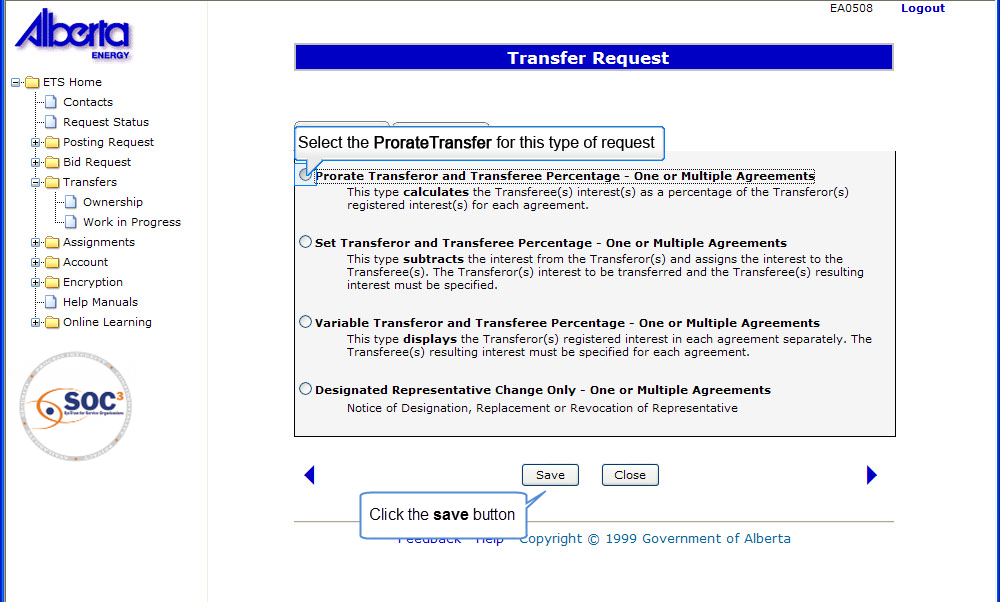 EA0508 Logout
Alberta
ENERGY
Transfer Request
ETS Home
Contacts
Request Status
Posting Request
Bid Request
Transfers
Ownership
Work in Progress
Assignments
Account
Encryption
Help Manuals
Online Learning
SOC3
Select the ProrateTransfer for this type of request
Prorate Transferor and Transferee Percentage - One or Multiple Agreements
This type calculates the Transferee(s) interest(s) as a percentage of the Transferor(s)
registered interest(s) for each agreement.
Set Transferor and Transferee Percentage - One or Multiple Agreements
This type subtracts the interest from the Transferor(s) and assigns the interest to the
Transferee(s). The Transferor(s) interest to be transferred and the Transferee(s) resulting
interest must be specified.
Variable Transferor and Transferee Percentage - One or Multiple Agreements
This type displays the Transferor(s) registered interest in each agreement separately. The
Transferee(s) resulting interest must be specified for each agreement.
Designated Representative Change Only - One or Multiple Agreements
Notice of Designation, Replacement or Revocation of Representative
Save Close
Click the save button
Feedback Help Copyright © 1999 Government of Alberta